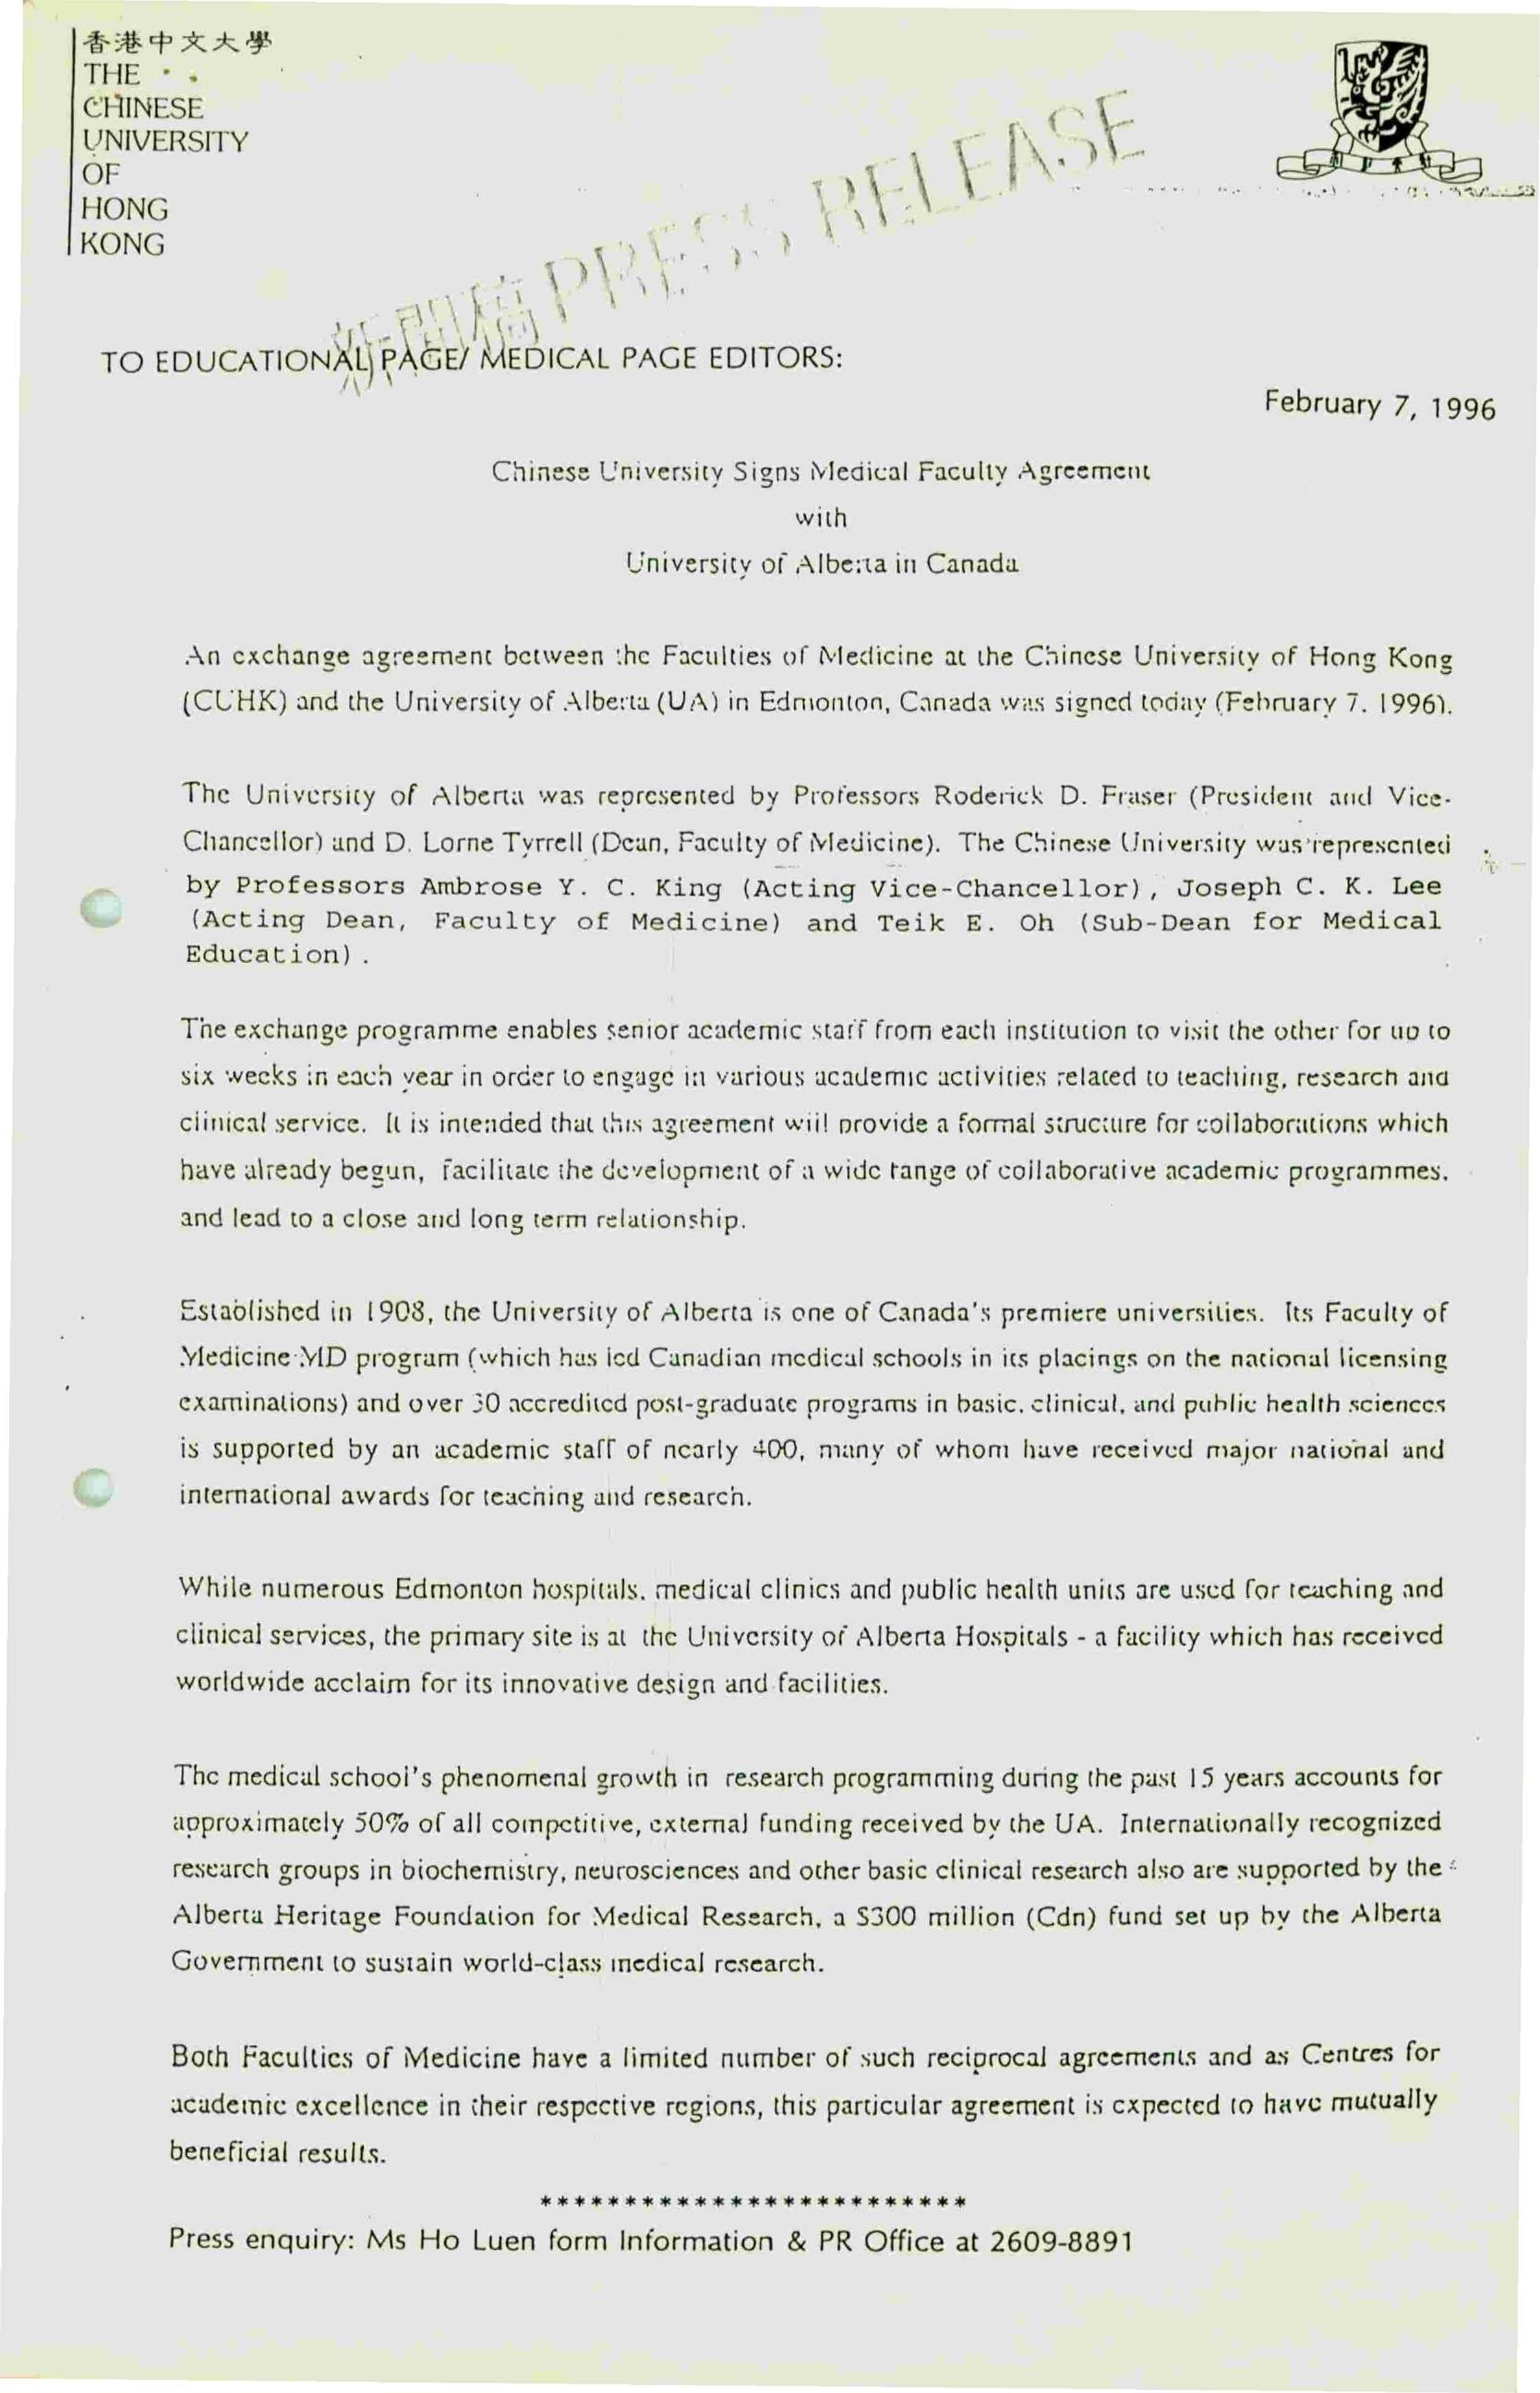 香港中文大學
THE
CHINESE
UNIVERSITY
OF
HONG
KONG
新聞稿 PRESS RELEASE
TO EDUCATIONAL PAGE/ MEDICAL PAGE EDITORS:
February 7, 1996
Chinese University Signs Medical Faculty Agreement
with
University of Alberta in Canada
An exchange agreement between the Faculties of Medicine at the Chinese University of Hong Kong
(CUHK) and the University of Alberta (UA) in Edmonton, Canada was signed today (February 7, 1996).
The University of Alberta was represented by Professors Roderick D. Fraser (President and Vice-
Chancellor) and D. Lorne Tyrrell (Dean, Faculty of Medicine). The Chinese University was represented
by Professors Ambrose Y. C. King (Acting Vice-Chancellor), Joseph C. K. Lee
(Acting Dean, Faculty of Medicine) and Teik E. Oh (Sub-Dean for Medical
Education).
The exchange programme enables senior academic staff from each institution to visit the other for up to
six weeks in each year in order to engage in various academic activities related to teaching, research and
clinical service. It is intended that this agreement will provide a formal structure for collaborations which
have already begun, facilitate the development of a wide range of collaborative academic programmes,
and lead to a close and long term relationship.
Established in 1908, the University of Alberta is one of Canada's premiere universities. Its Faculty of
Medicine MD program (which has led Canadian medical schools in its placings on the national licensing
examinations) and over 30 accredited post-graduate programs in basic, clinical, and public health sciences
is supported by an academic staff of nearly 400, many of whom have received major national and
international awards for teaching and research.
While numerous Edmonton hospitals, medical clinics and public health units are used for teaching and
clinical services, the primary site is at the University of Alberta Hospitals - a facility which has received
worldwide acclaim for its innovative design and facilities.
The medical school's phenomenal growth in research programming during the past 15 years accounts for
approximately 50% of all competitive, external funding received by the UA. Internationally recognized
research groups in biochemistry, neurosciences and other basic clinical research also are supported by the
Alberta Heritage Foundation for Medical Research, a $300 million (Cdn) fund set up by the Alberta
Government to sustain world-class medical research.
Both Faculties of Medicine have a limited number of such reciprocal agreements and as Centres for
academic excellence in their respective regions, this particular agreement is expected to have mutually
beneficial results.
*************************
Press enquiry: Ms Ho Luen form Information & PR Office at 2609-8891